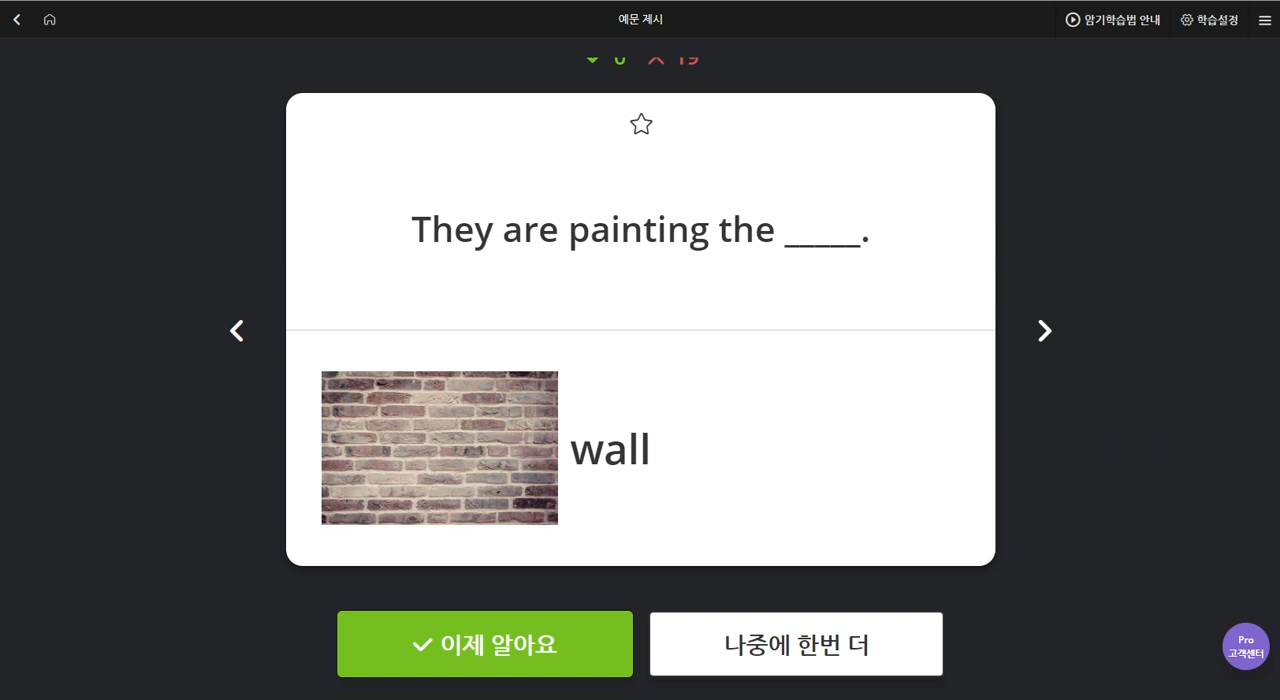 예문 제시
암기학습법 안내
학습설정
They are painting the _____.
wall
이제 알아요
나중에 한번 더
Pro
고객센터